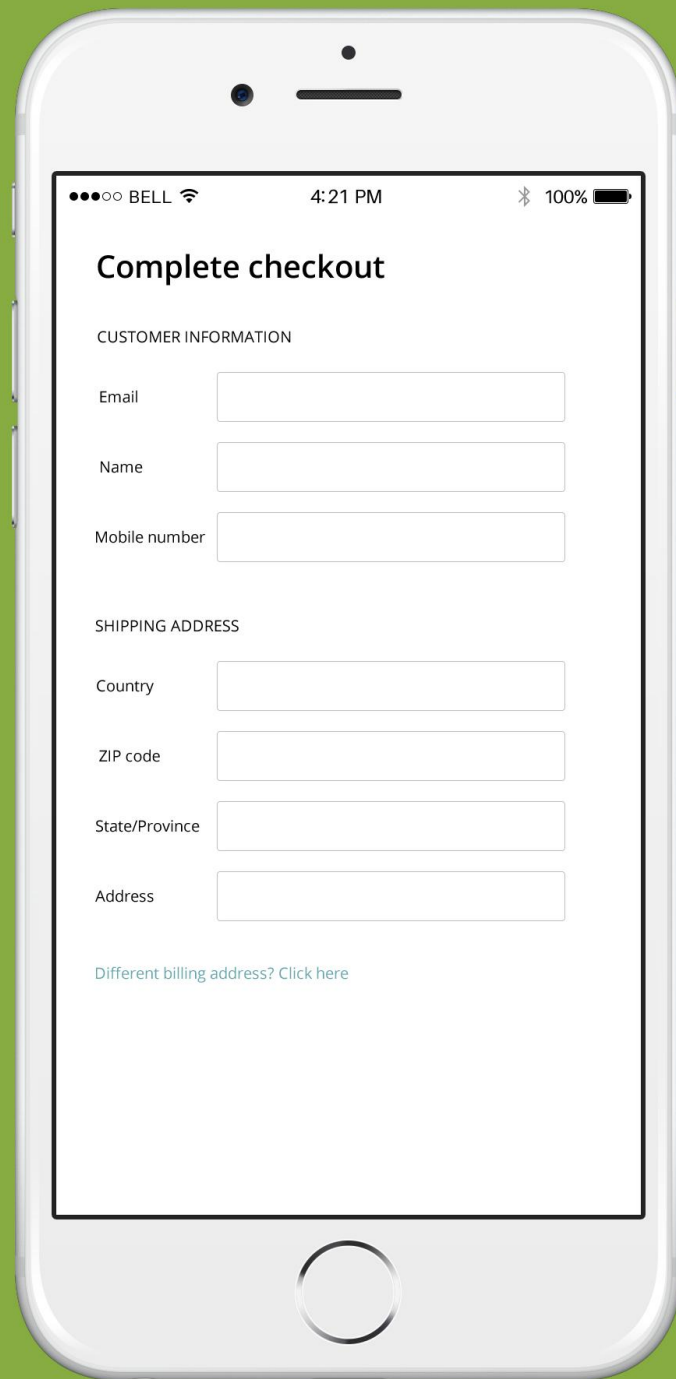 BELL 4:21 PM 100%
Complete checkout
CUSTOMER INFORMATION
Email
Name
Mobile number
SHIPPING ADDRESS
Country
ZIP code
State/Province
Address
Different billing address? Click here